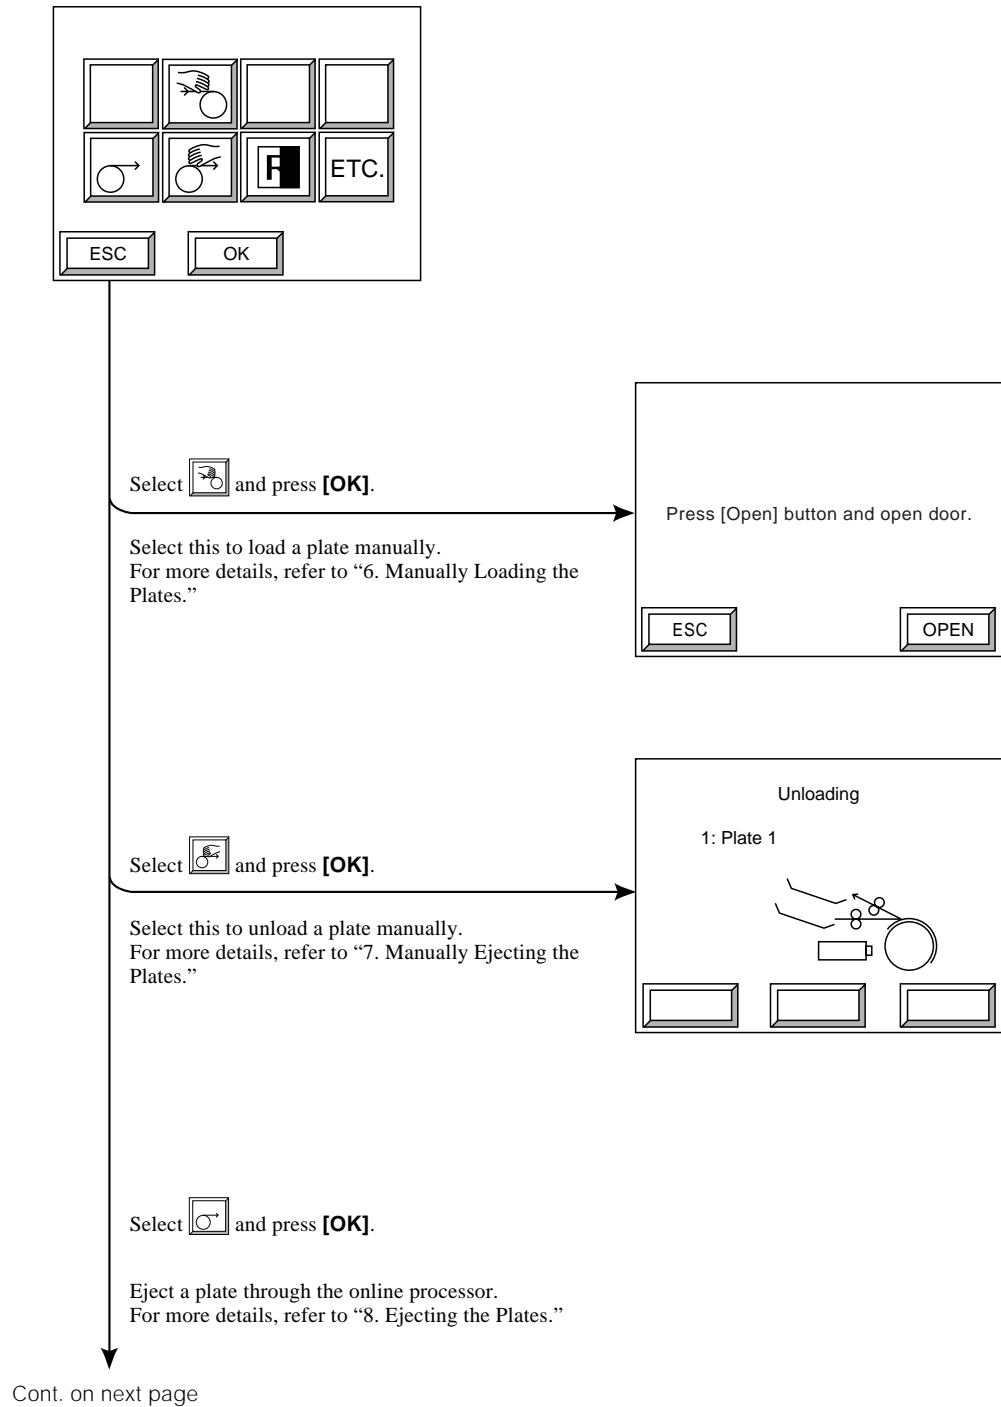 R
ETC.
ESC
OK
Select and press [OK].
Select this to load a plate manually.
For more details, refer to “6. Manually Loading the
Plates.”
Press [Open] button and open door.
ESC
OPEN
Select and press [OK].
Select this to unload a plate manually.
For more details, refer to “7. Manually Ejecting the
Plates.”
Unloading
1: Plate 1
Select and press [OK].
Eject a plate through the online processor.
For more details, refer to “8. Ejecting the Plates.”
Cont. on next page